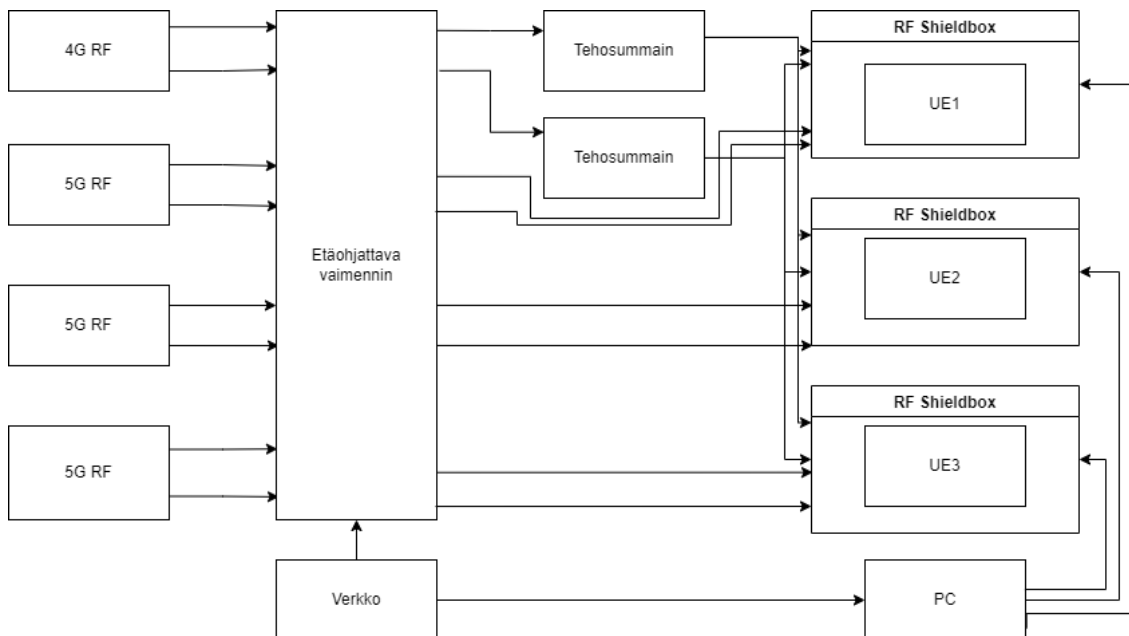 4G RF
5G RF
5G RF
5G RF
Etäohjattava
vaimennin
Verkko
Tehosummain
Tehosummain
RF Shieldbox
UE1
RF Shieldbox
UE2
RF Shieldbox
UE3
PC